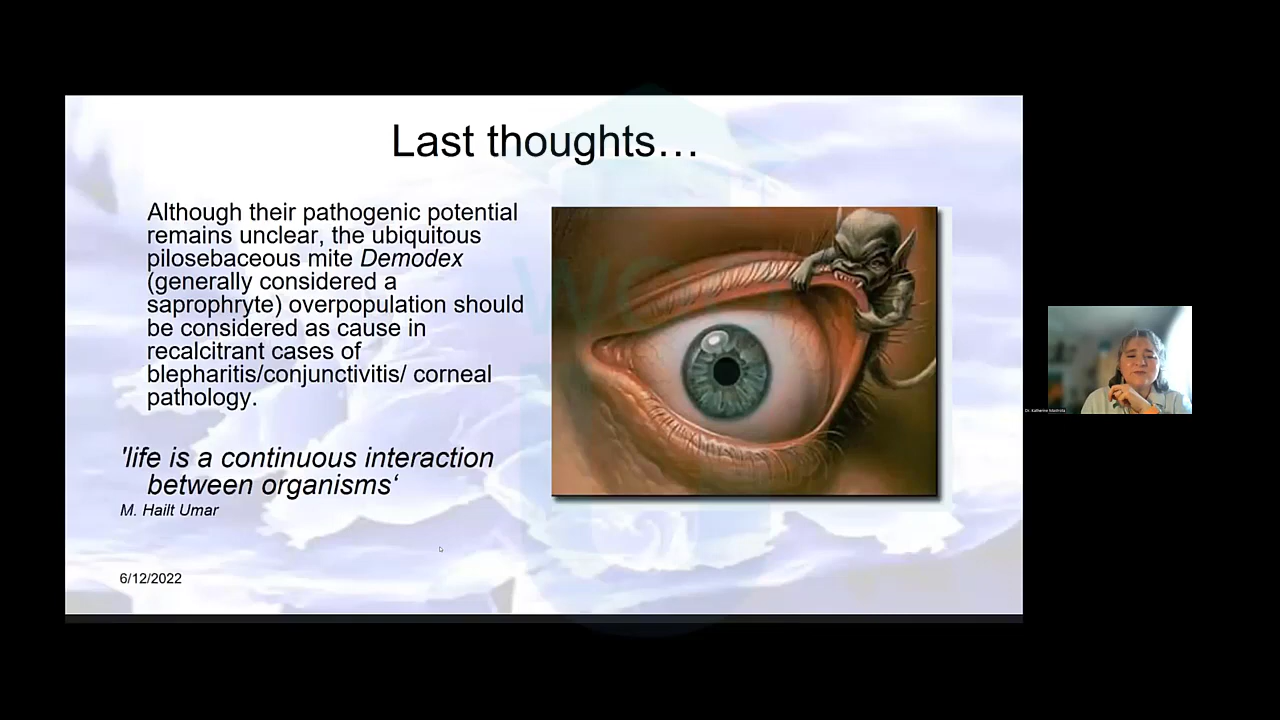 Last thoughts…
Although their pathogenic potential
remains unclear, the ubiquitous
pilosebaceous mite Demodex
(generally considered a
saprophryte) overpopulation should
be considered as cause in
recalcitrant cases of
blepharitis/conjunctivitis/ corneal
pathology.
'life is a continuous interaction
between organisms‘
M. Hailt Umar
6/12/2022
Dr. Katherine